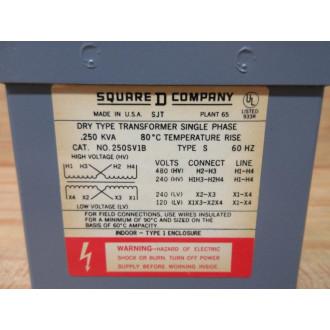 SQUARE D COMPANY
MADE IN U.S.A. SJT PLANT 65
UL
LISTED
933R
DRY TYPE TRANSFORMER SINGLE PHASE
.250 KVA 80°C TEMPERATURE RISE
CAT. NO. 250SV1B TYPE S 60 HZ
HIGH VOLTAGE (HV) VOLTS CONNECT LINE
H1 H3 H2 H4 480 (HV) H2-H3 H1-H4
240 (HV) H1H3-H2H4 H1-H4
X4 X2 X3 X1 240 (LV) X2-X3 X1-X4
LOW VOLTAGE (LV) 120 (LV) X1X3-X2X4 X1-X4
FOR FIELD CONNECTIONS, USE WIRES INSULATED
FOR A MINIMUM OF 90°C AND SIZED ON THE
BASIS OF 60°C AMPACITY.
INDOOR - TYPE 1 ENCLOSURE
WARNING-HAZARD OF ELECTRIC
SHOCK OR BURN. TURN OFF POWER
SUPPLY BEFORE WORKING INSIDE.